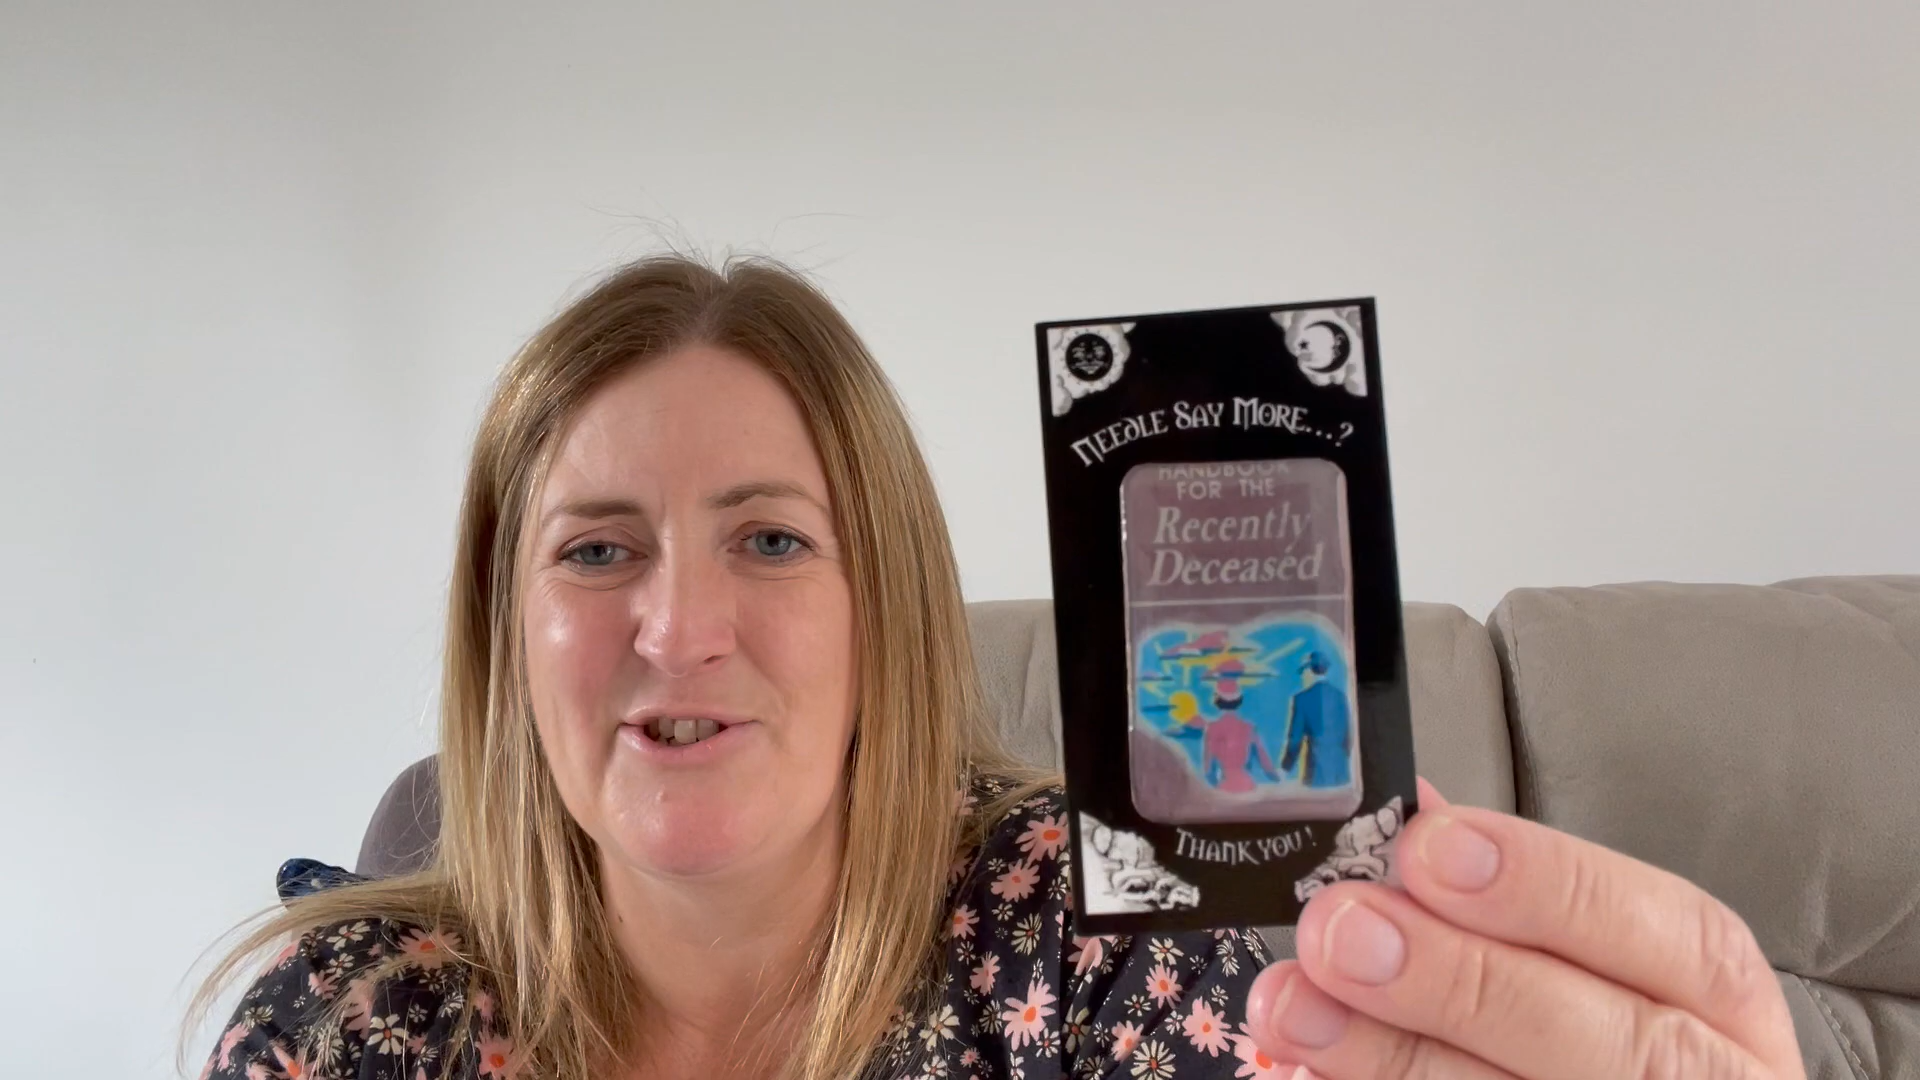 NEEDLE SAY MORE...?
HANDBOOK
FOR THE
Recently
Deceased
THANK YOU!